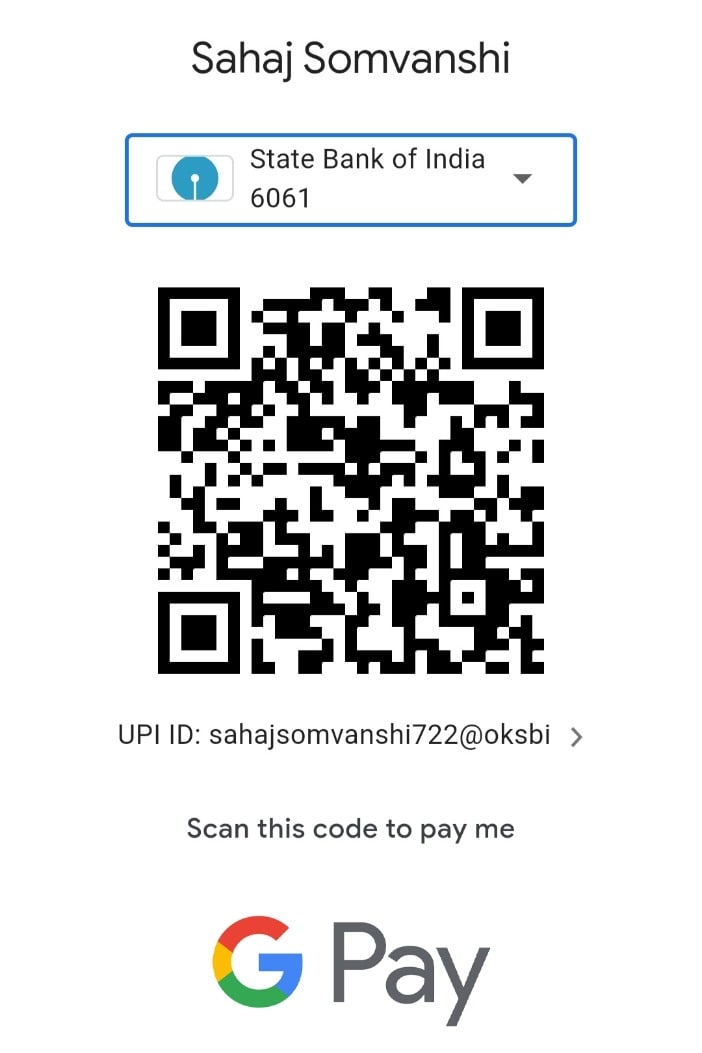 Sahaj Somvanshi
State Bank of India
6061
UPI ID: sahajsomvanshi722@oksbi
Scan this code to pay me
G Pay